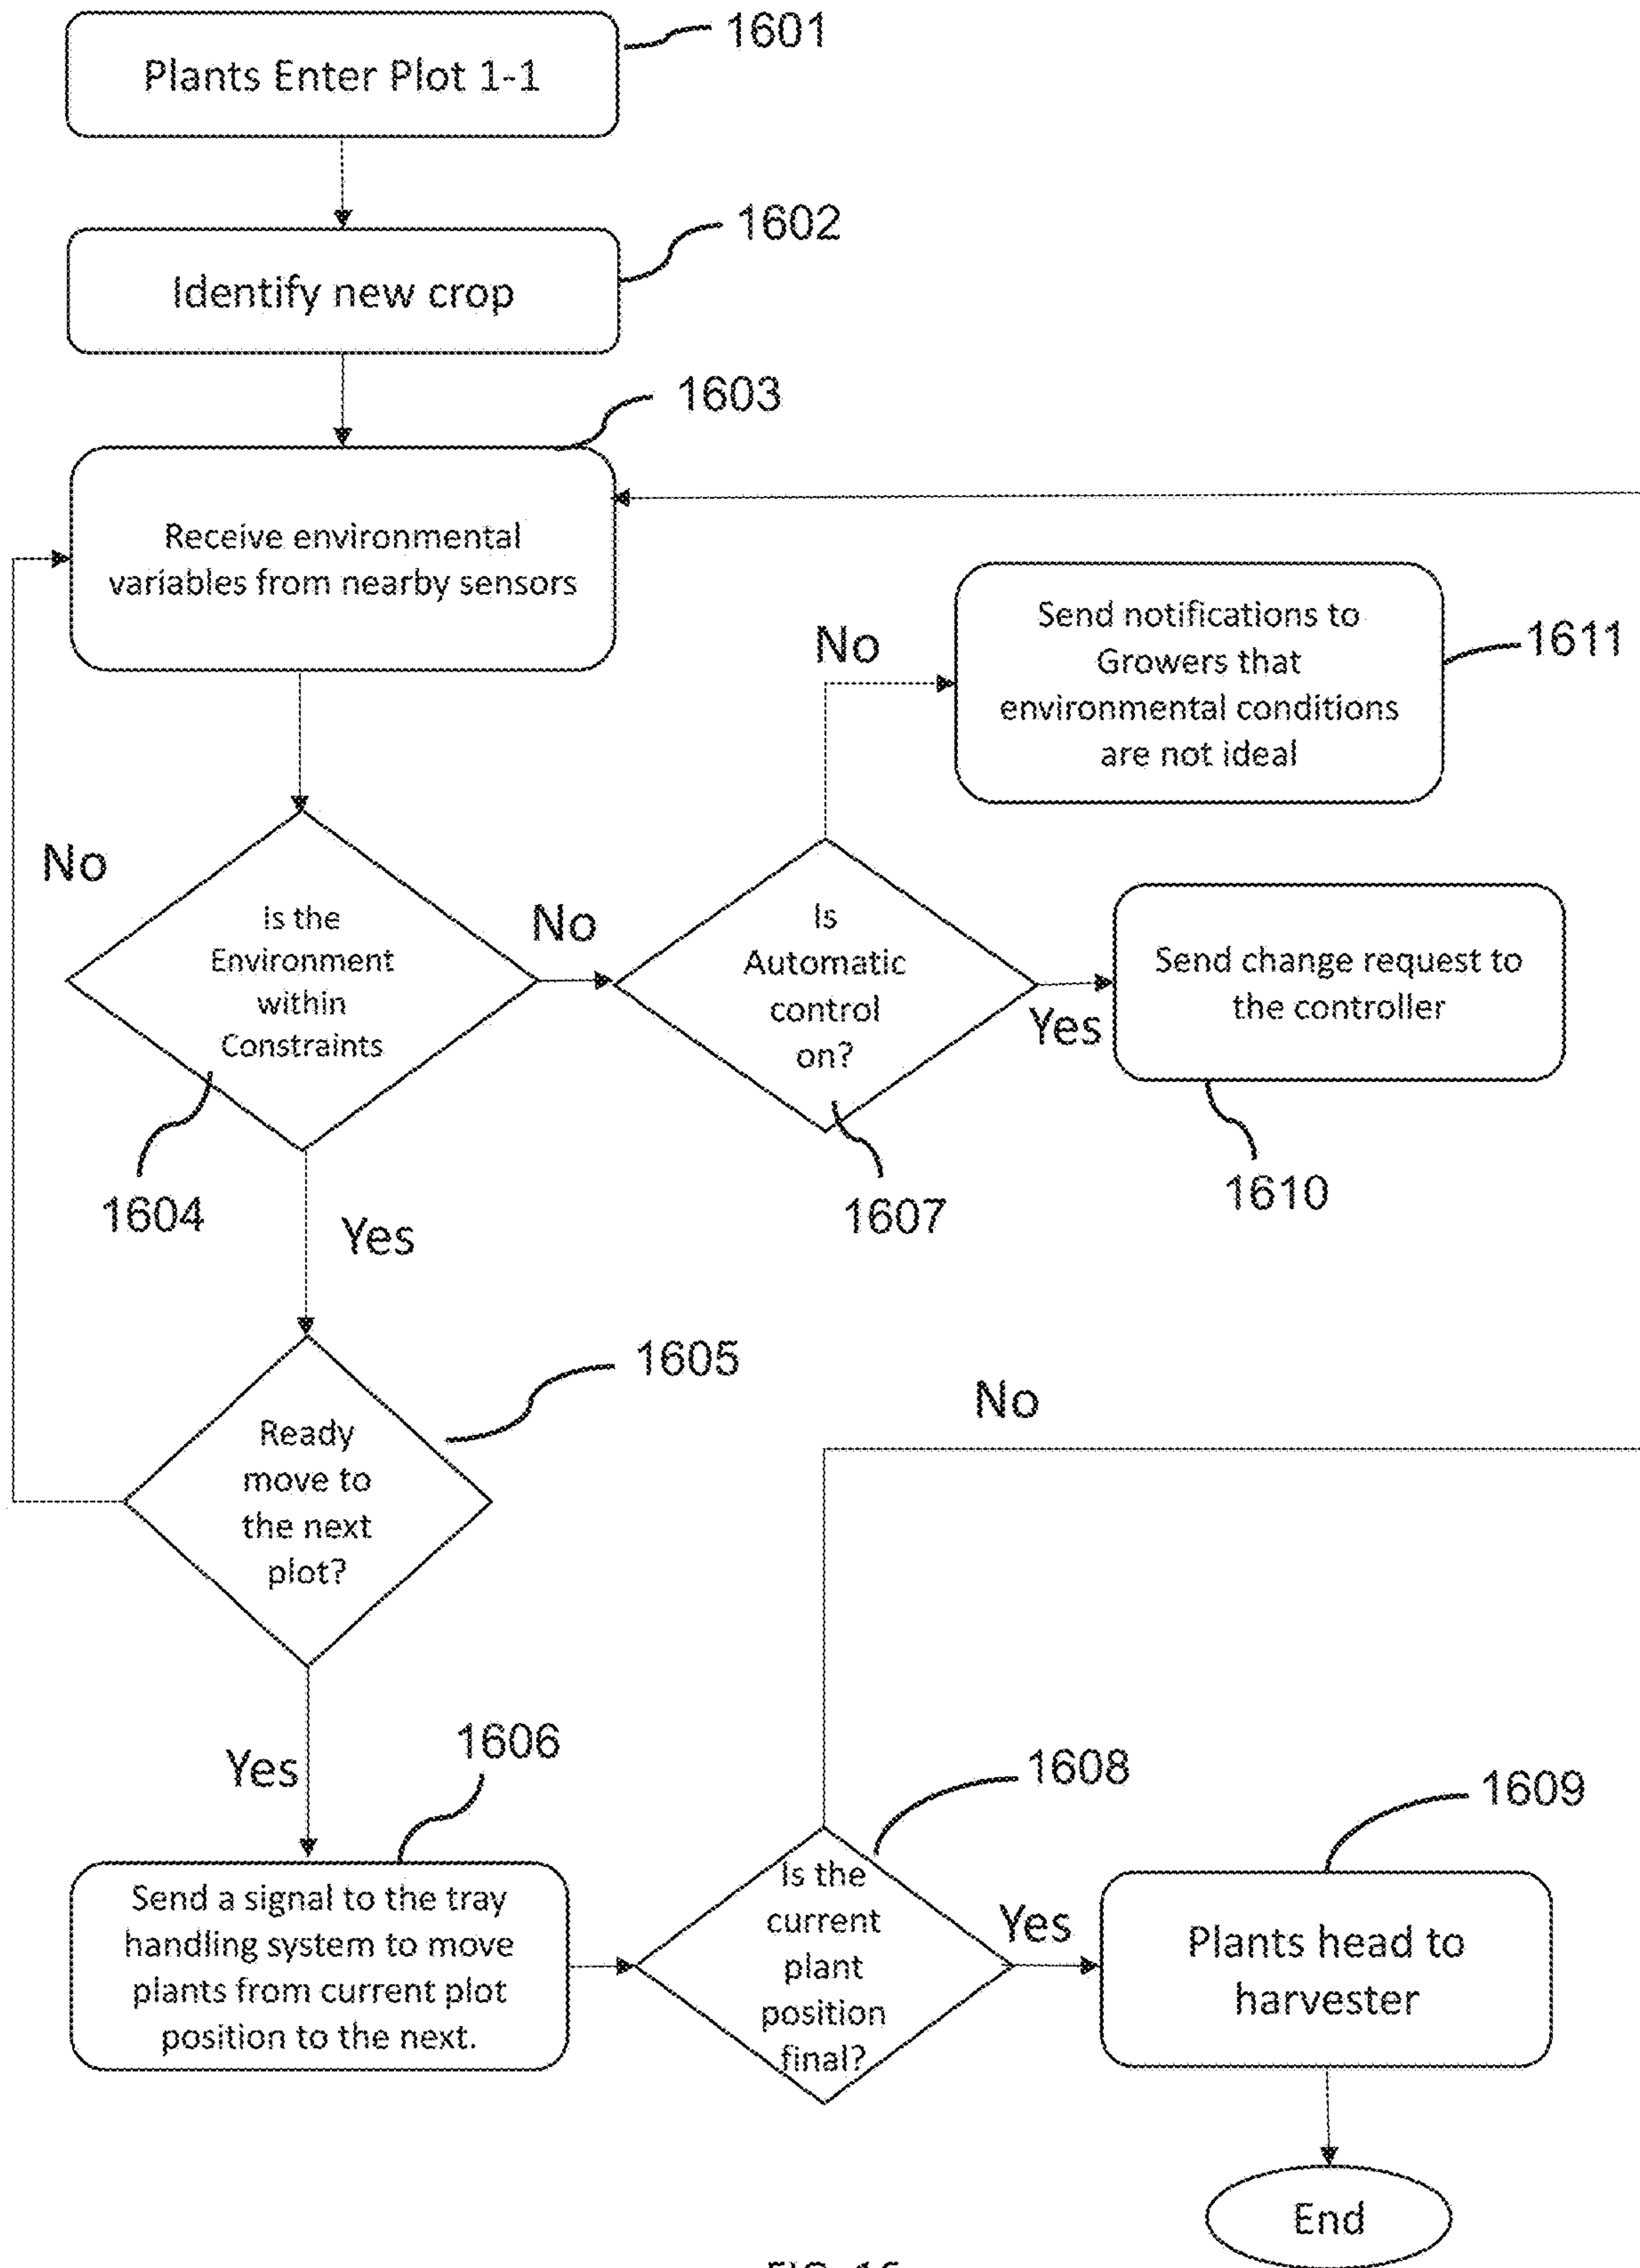 1601
Plants Enter Plot 1-1
1602
Identify new crop
1603
Receive environmental
variables from nearby sensors
No
Send notifications to
Growers that
environmental conditions
are not ideal
1611
No
Is the
Environment
within
Constraints
No
Is
Automatic
control
on?
Yes
Send change request to
the controller
1604
1607
1610
Yes
1605
Ready
move to
the next
plot?
No
Yes
1606
Send a signal to the tray
handling system to move
plants from current plot
position to the next.
1608
Is the
current
plant
position
final?
Yes
1609
Plants head to
harvester
End